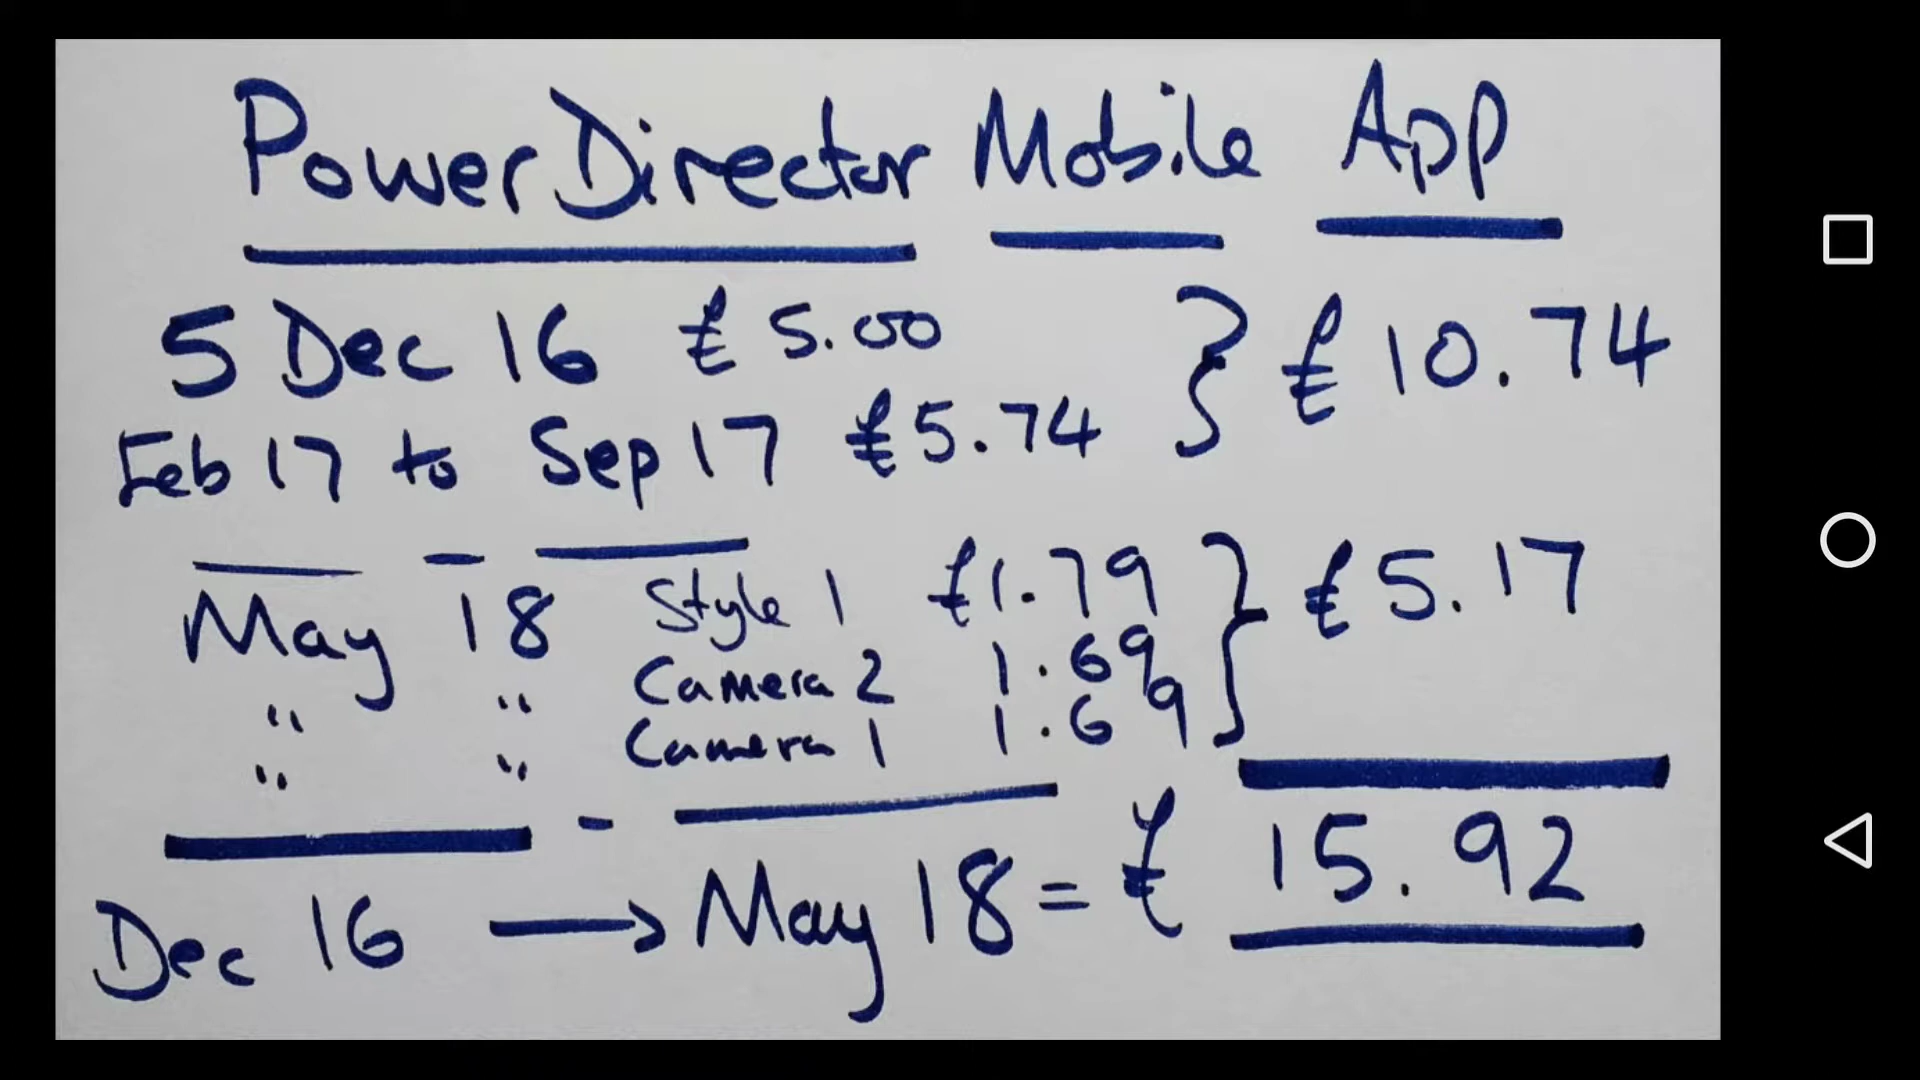 PowerDirector Mobile App
5 Dec 16 £5.00 } £10.74
Feb 17 to Sep 17 £5.74
May 18 Style 1 £1.79 } £5.17
" " Camera 2 1.69
" " Camera 1 1.69
Dec 16 → May 18 = £ 15.92